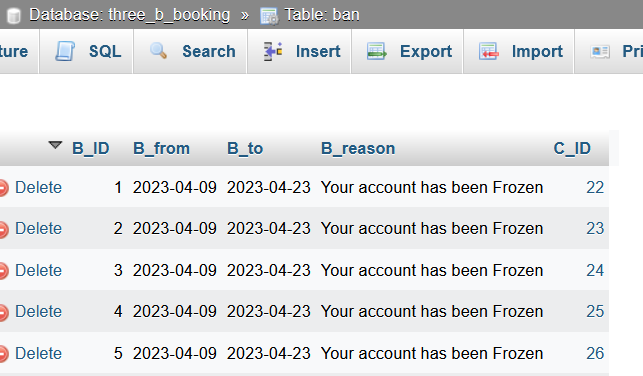 Database: three_b_booking » Table: ban
ture SQL Search Insert Export Import Pri
B_ID B_from B_to B_reason C_ID
Delete 1 2023-04-09 2023-04-23 Your account has been Frozen 22
Delete 2 2023-04-09 2023-04-23 Your account has been Frozen 23
Delete 3 2023-04-09 2023-04-23 Your account has been Frozen 24
Delete 4 2023-04-09 2023-04-23 Your account has been Frozen 25
Delete 5 2023-04-09 2023-04-23 Your account has been Frozen 26